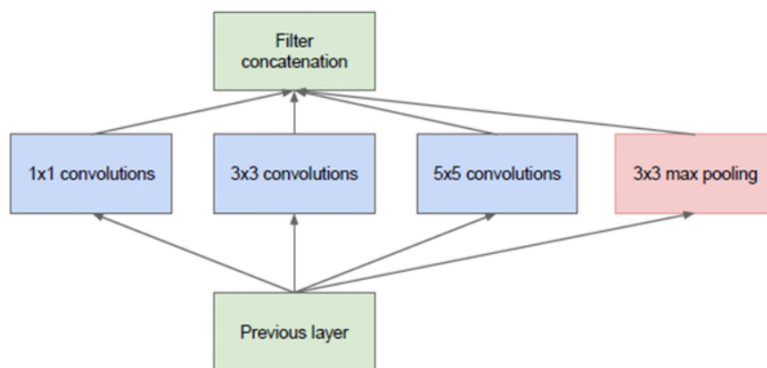 Filter
concatenation
1x1 convolutions
3x3 convolutions
5x5 convolutions
3x3 max pooling
Previous layer